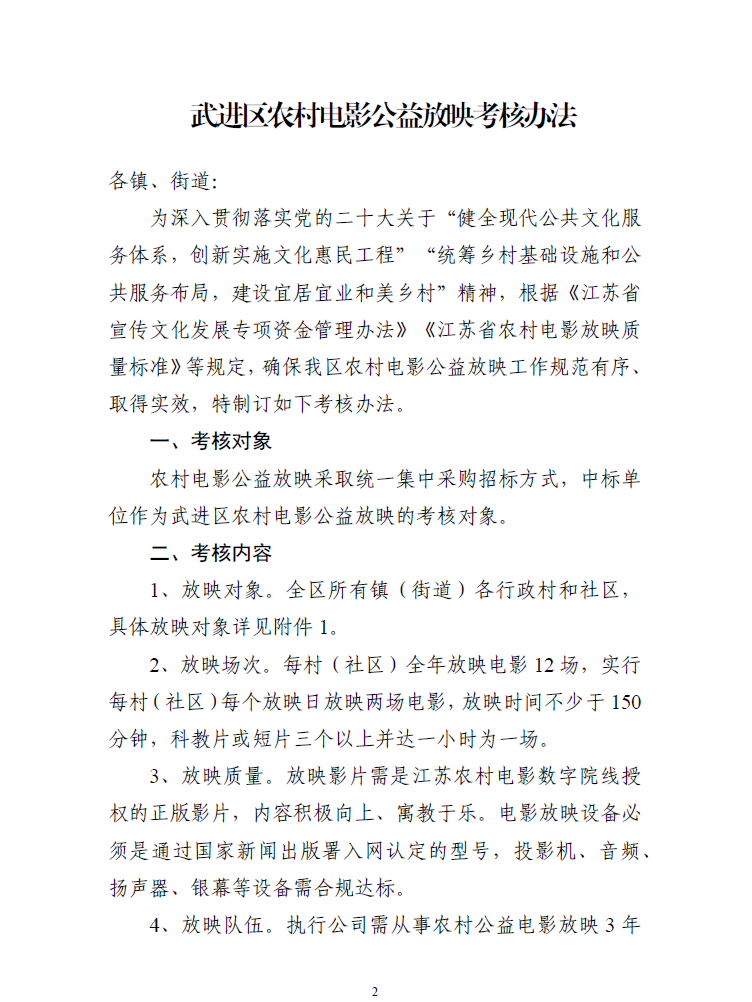 武进区农村电影公益放映考核办法
各镇、街道：
为深入贯彻落实党的二十大关于“健全现代公共文化服
务体系，创新实施文化惠民工程”“统筹乡村基础设施和公
共服务布局，建设宜居宜业和美乡村”精神，根据《江苏省
宣传文化发展专项资金管理办法》《江苏省农村电影放映质
量标准》等规定，确保我区农村电影公益放映工作规范有序、
取得实效，特制订如下考核办法。
一、考核对象
农村电影公益放映采取统一集中采购招标方式，中标单
位作为武进区农村电影公益放映的考核对象。
二、考核内容
1、放映对象。全区所有镇（街道）各行政村和社区，
具体放映对象详见附件 1。
2、放映场次。每村（社区）全年放映电影 12 场，实行
每村（社区）每个放映日放映两场电影，放映时间不少于 150
分钟，科教片或短片三个以上并达一小时为一场。
3、放映质量。放映影片需是江苏农村电影数字院线授
权的正版影片，内容积极向上、寓教于乐。电影放映设备必
须是通过国家新闻出版署入网认定的型号，投影机、音频、
扬声器、银幕等设备需合规达标。
4、放映队伍。执行公司需从事农村公益电影放映 3 年
2